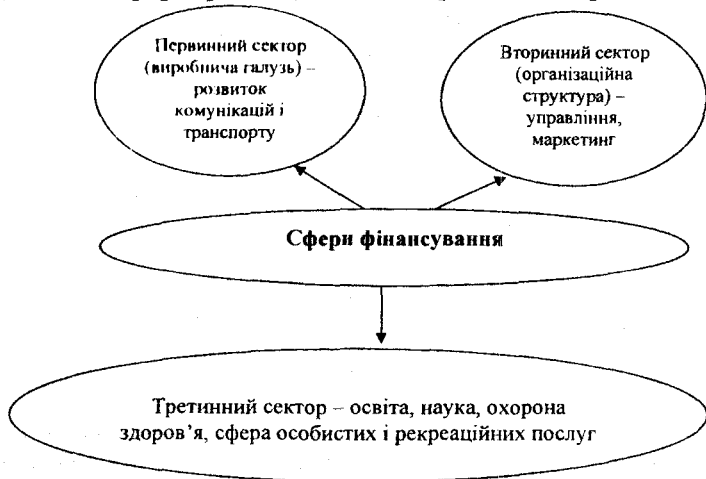 Первинний сектор
(виробнича галузь) –
розвиток
комунікацій і
транспорту
Вторинний сектор
(організаційна
структура) –
управління,
маркетинг
Сфери фінансування
Третинний сектор – освіта, наука, охорона
здоров’я, сфера особистих і рекреаційних послуг